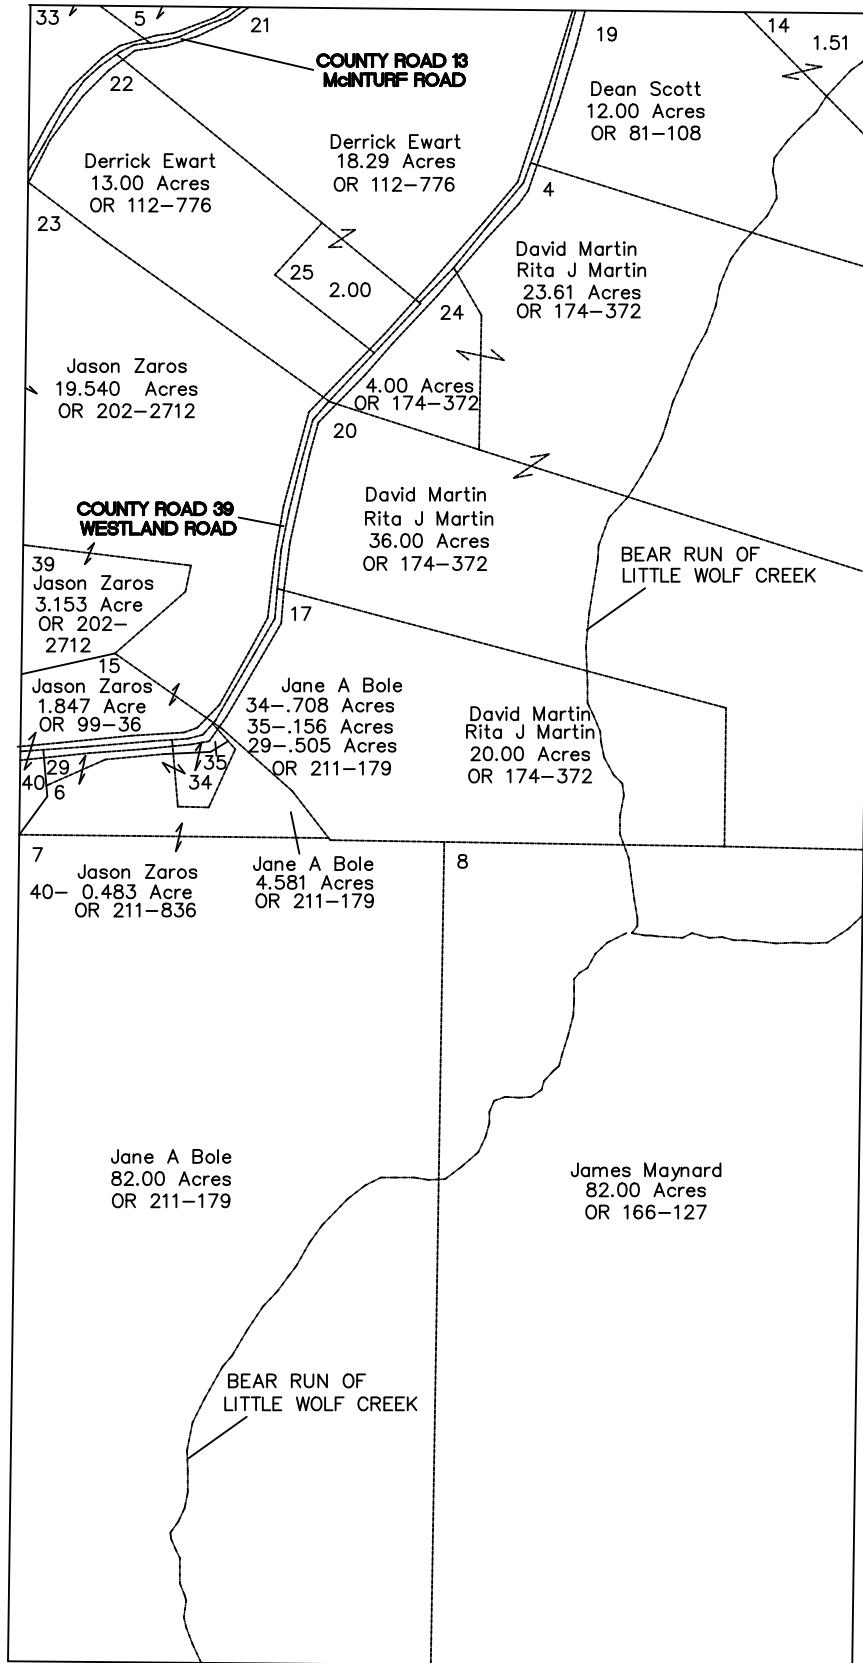 33
5
21
19
14
1.51
COUNTY ROAD 13
McINTURF ROAD
22
Dean Scott
12.00 Acres
OR 81-108
Derrick Ewart
18.29 Acres
OR 112-776
Derrick Ewart
13.00 Acres
OR 112-776
4
23
David Martin
Rita J Martin
23.61 Acres
OR 174-372
25
2.00
24
Jason Zaros
19.540 Acres
OR 202-2712
4.00 Acres
OR 174-372
20
COUNTY ROAD 39
WESTLAND ROAD
David Martin
Rita J Martin
36.00 Acres
OR 174-372
BEAR RUN OF
LITTLE WOLF CREEK
39
Jason Zaros
3.153 Acre
OR 202-
2712
17
15
Jason Zaros
1.847 Acre
OR 99-36
Jane A Bole
34-.708 Acres
35-.156 Acres
29-.505 Acres
OR 211-179
David Martin
Rita J Martin
20.00 Acres
OR 174-372
40
29
6
34
35
7
Jason Zaros
40- 0.483 Acre
OR 211-836
Jane A Bole
4.581 Acres
OR 211-179
8
Jane A Bole
82.00 Acres
OR 211-179
James Maynard
82.00 Acres
OR 166-127
BEAR RUN OF
LITTLE WOLF CREEK